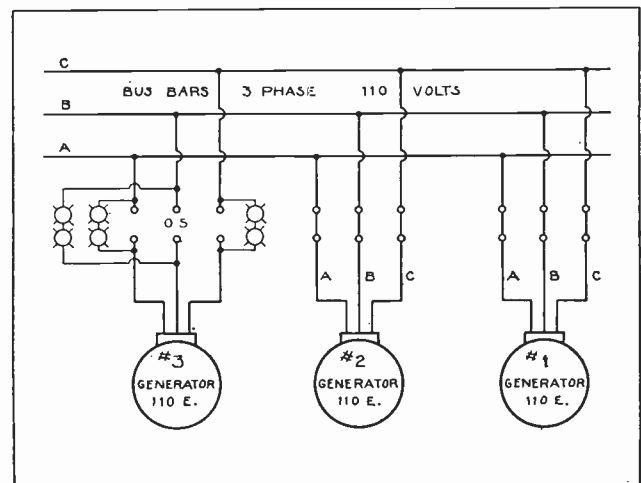 C
BUS BARS 3 PHASE 110 VOLTS
B
A
O S
A B C
A B C
#3
GENERATOR
110 E.
#2
GENERATOR
110 E.
#1
GENERATOR
110 E.